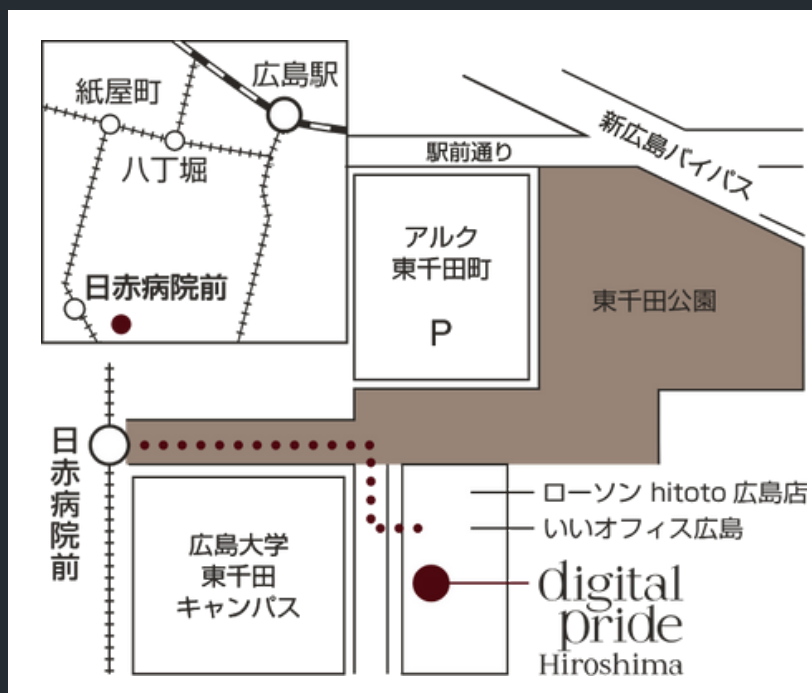 広島駅
紙屋町
八丁堀
日赤病院前
駅前通り
新広島バイパス
アルク
東千田町
P
東千田公園
日赤病院前
広島大学
東千田
キャンパス
ローソン hitoto 広島店
いいオフィス広島
digital
pride
Hiroshima